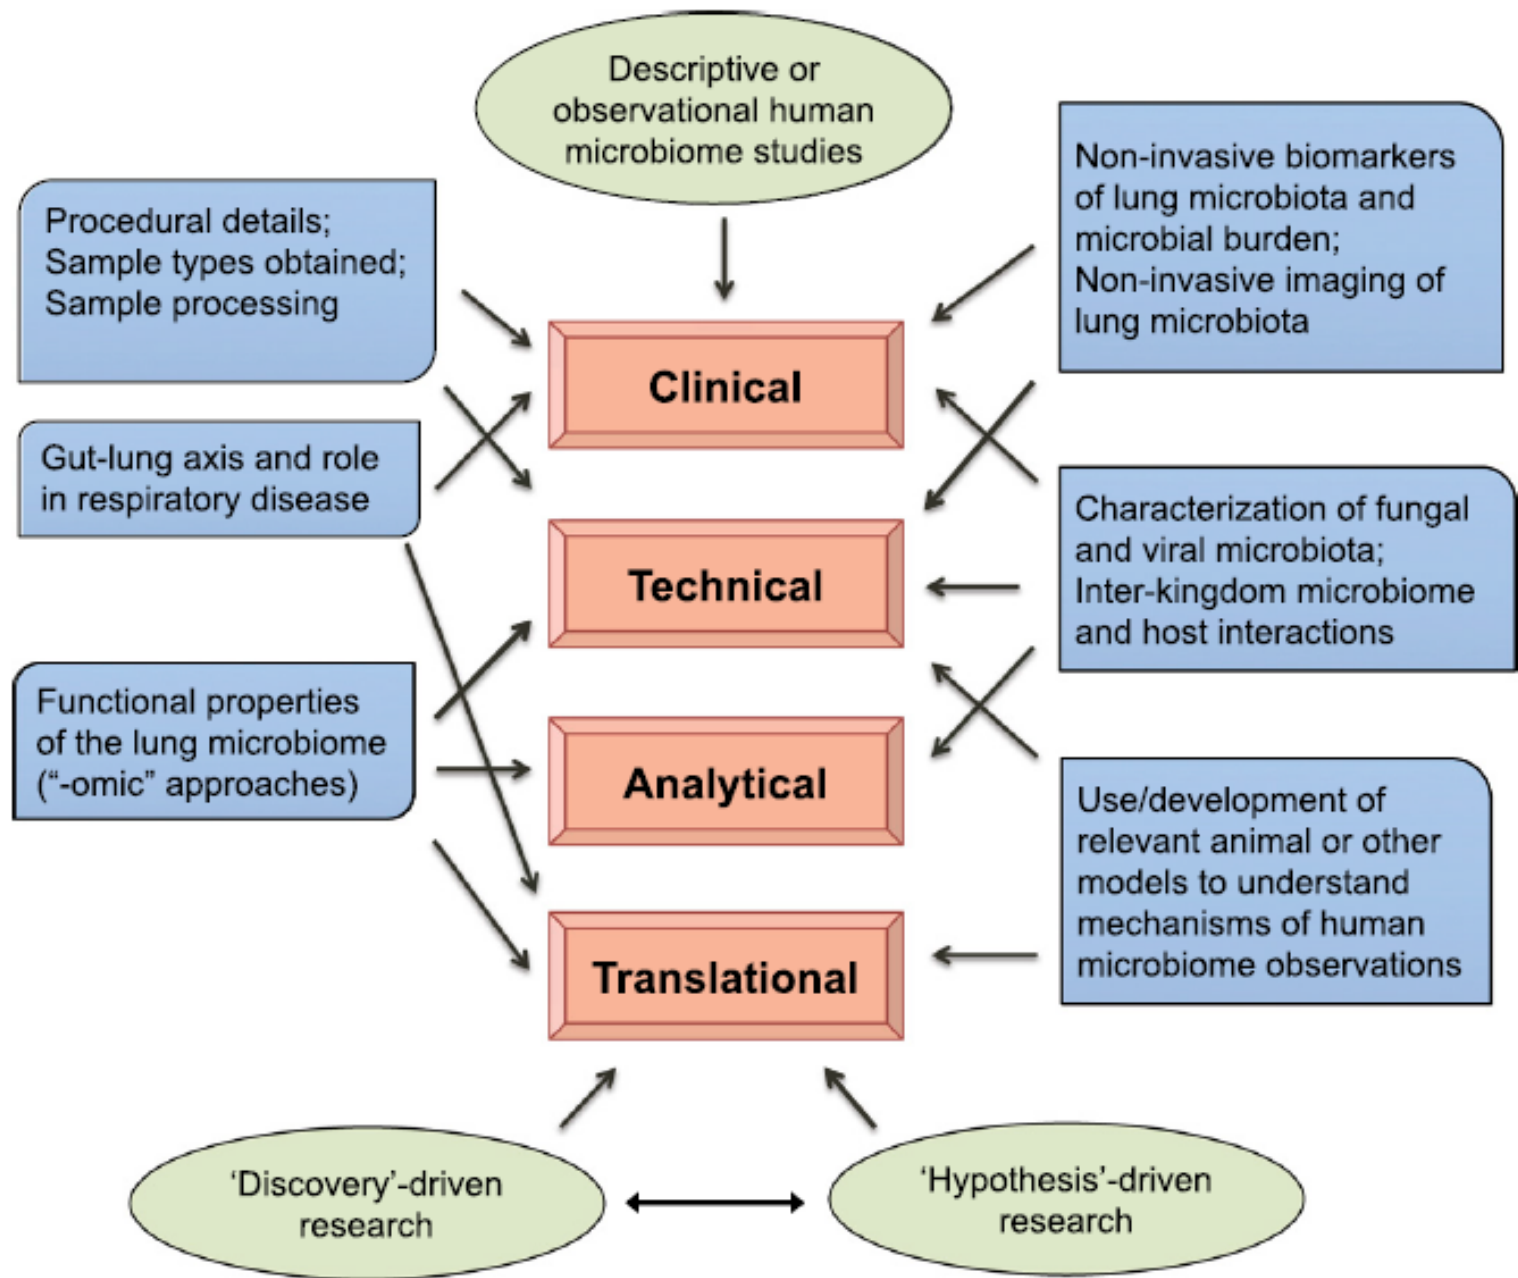 Descriptive or
observational human
microbiome studies
Procedural details;
Sample types obtained;
Sample processing
Gut-lung axis and role
in respiratory disease
Functional properties
of the lung microbiome
(“-omic” approaches)
Clinical
Technical
Analytical
Translational
Non-invasive biomarkers
of lung microbiota and
microbial burden;
Non-invasive imaging of
lung microbiota
Characterization of fungal
and viral microbiota;
Inter-kingdom microbiome
and host interactions
Use/development of
relevant animal or other
models to understand
mechanisms of human
microbiome observations
‘Discovery’-driven
research
‘Hypothesis’-driven
research